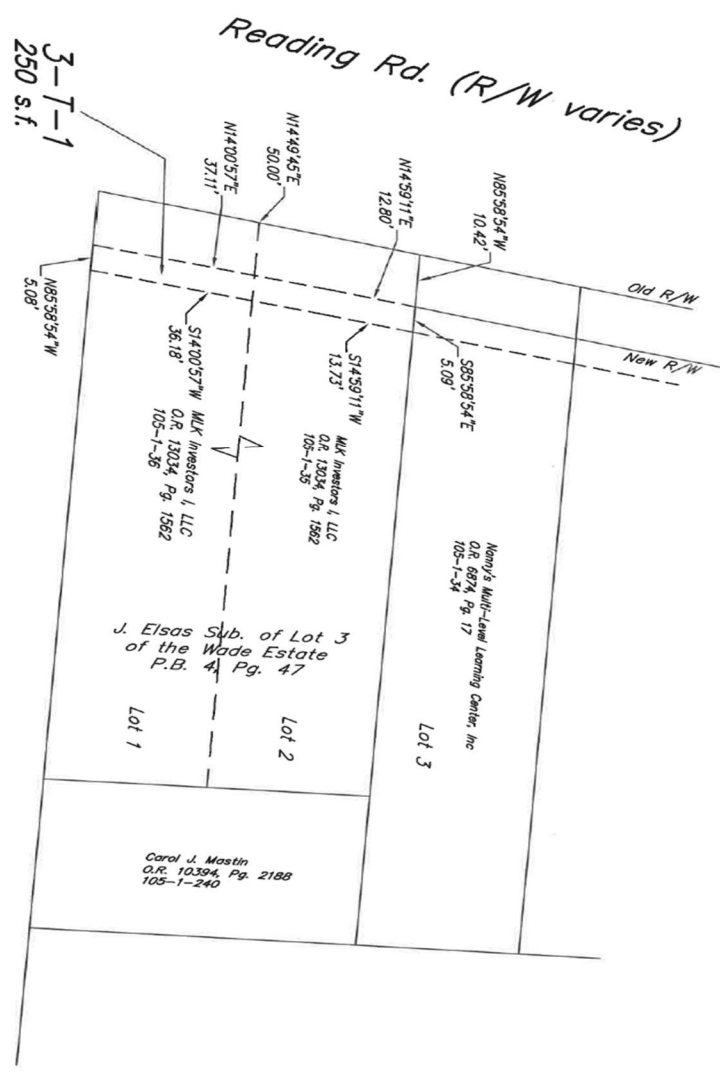 Reading Rd. (R/W varies)
3-T-1
250 s.f.
N14°00'57"E
37.11'
N14°49'45"E
50.00'
N14°59'11"E
12.80'
N85°58'54"W
10.42'
Old R/W
New R/W
N85°58'54"W
5.08'
S14°00'57"W
36.18'
S14°59'11"W
13.73'
S85°58'54"E
5.09'
MLK Investors I, LLC
O.R. 13034, Pg. 1562
105-1-36
MLK Investors I, LLC
O.R. 13034, Pg. 1562
105-1-35
Nanny's Multi-Level Learning Center, Inc
O.R. 6874, Pg. 17
105-1-34
J. Elsas Sub. of Lot 3
of the Wade Estate
P.B. 4, Pg. 47
Lot 1
Lot 2
Lot 3
Carol J. Mastin
O.R. 10394, Pg. 2188
105-1-240